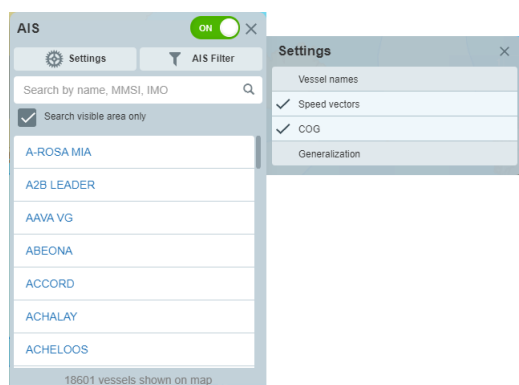 AIS
ON
Settings
AIS Filter
Search by name, MMSI, IMO
Search visible area only
A-ROSA MIA
A2B LEADER
AAVA VG
ABEONA
ACCORD
ACHALAY
ACHELOOS
18601 vessels shown on map
Settings
Vessel names
Speed vectors
COG
Generalization